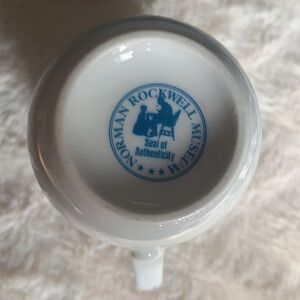 NORMAN ROCKWELL MUSEUM
Seal of
Authenticity